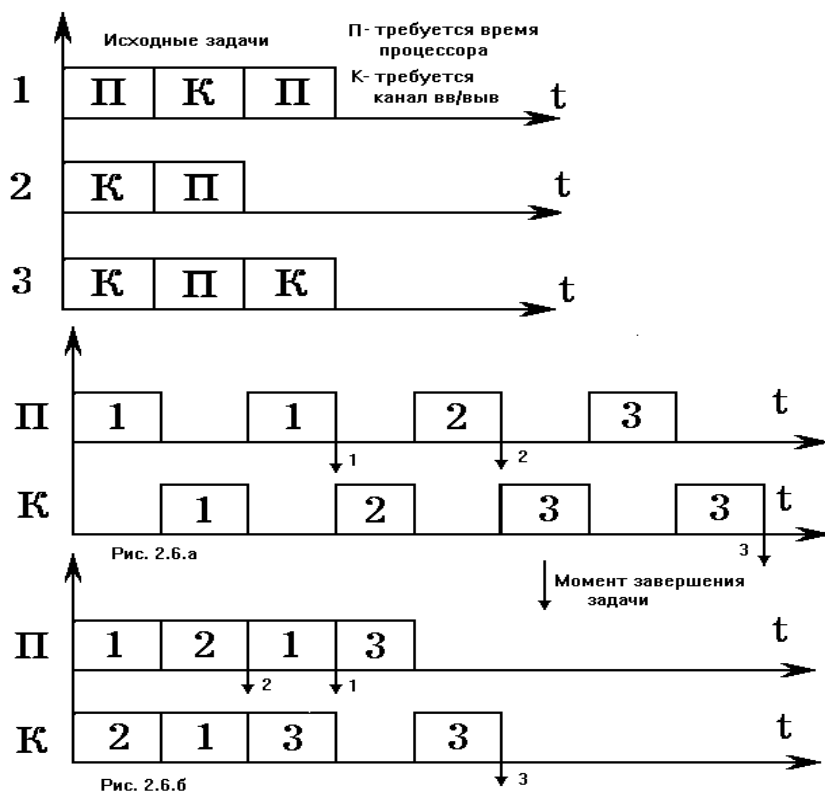 Исходные задачи
П- требуется время
процессора
К- требуется
канал вв/выв
1 П К П t
2 К П t
3 К П К t
П 1 1 2 3 t
1 2
К 1 2 3 3 t
3
Рис. 2.6.а
Момент завершения
задачи
П 1 2 1 3 t
2 1
К 2 1 3 3 t
3
Рис. 2.6.б